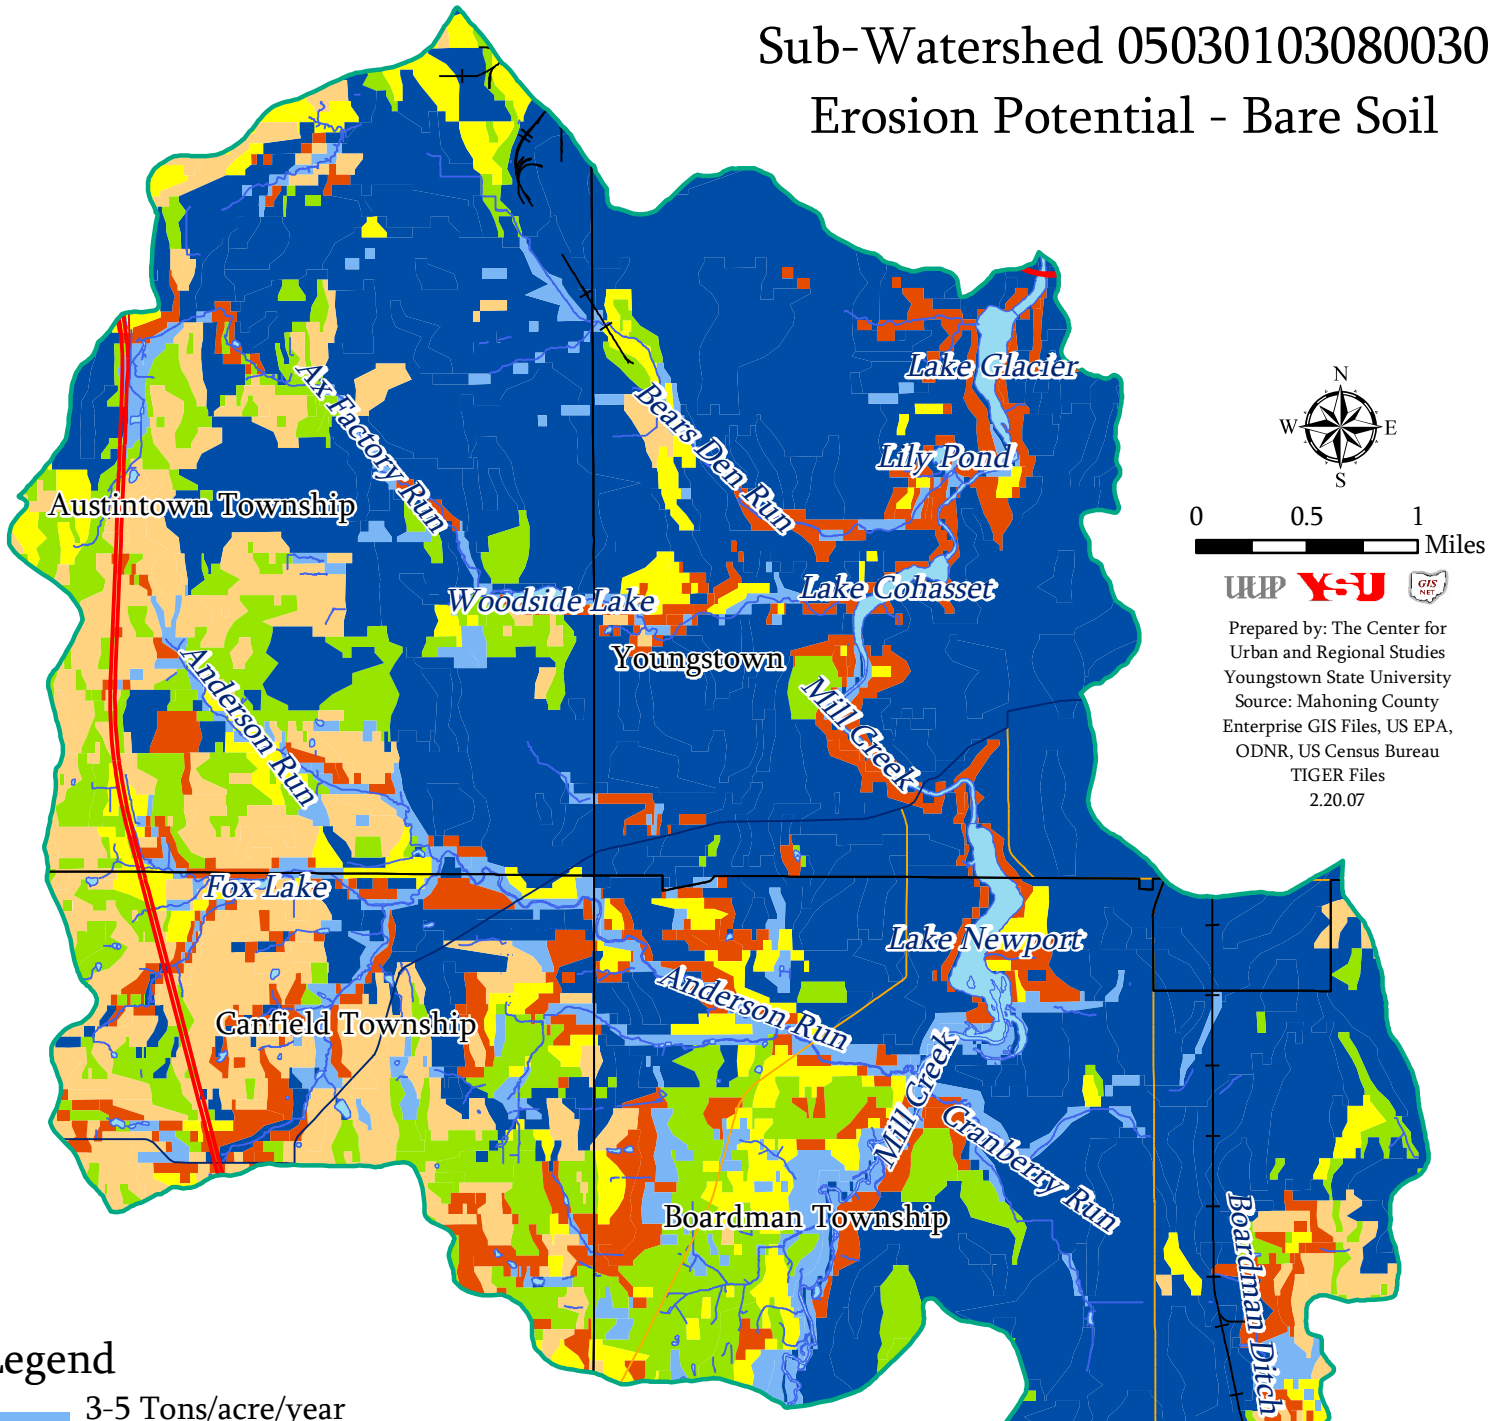 Sub-Watershed 05030103080030
Erosion Potential - Bare Soil
Lake Glacier
N
W
E
S
Ax Factory Run
Bears Den Run
Lily Pond
Austintown Township
0 0.5 1
Miles
UUP YSU GIS NET
Woodside Lake
Lake Cohasset
Prepared by: The Center for
Urban and Regional Studies
Youngstown State University
Source: Mahoning County
Enterprise GIS Files, US EPA,
ODNR, US Census Bureau
TIGER Files
2.20.07
Youngstown
Anderson Run
Mill Creek
Fox Lake
Lake Newport
Anderson Run
Canfield Township
Mill Creek
Cranberry Run
Boardman Township
Boardman Ditch
Legend
3-5 Tons/acre/year